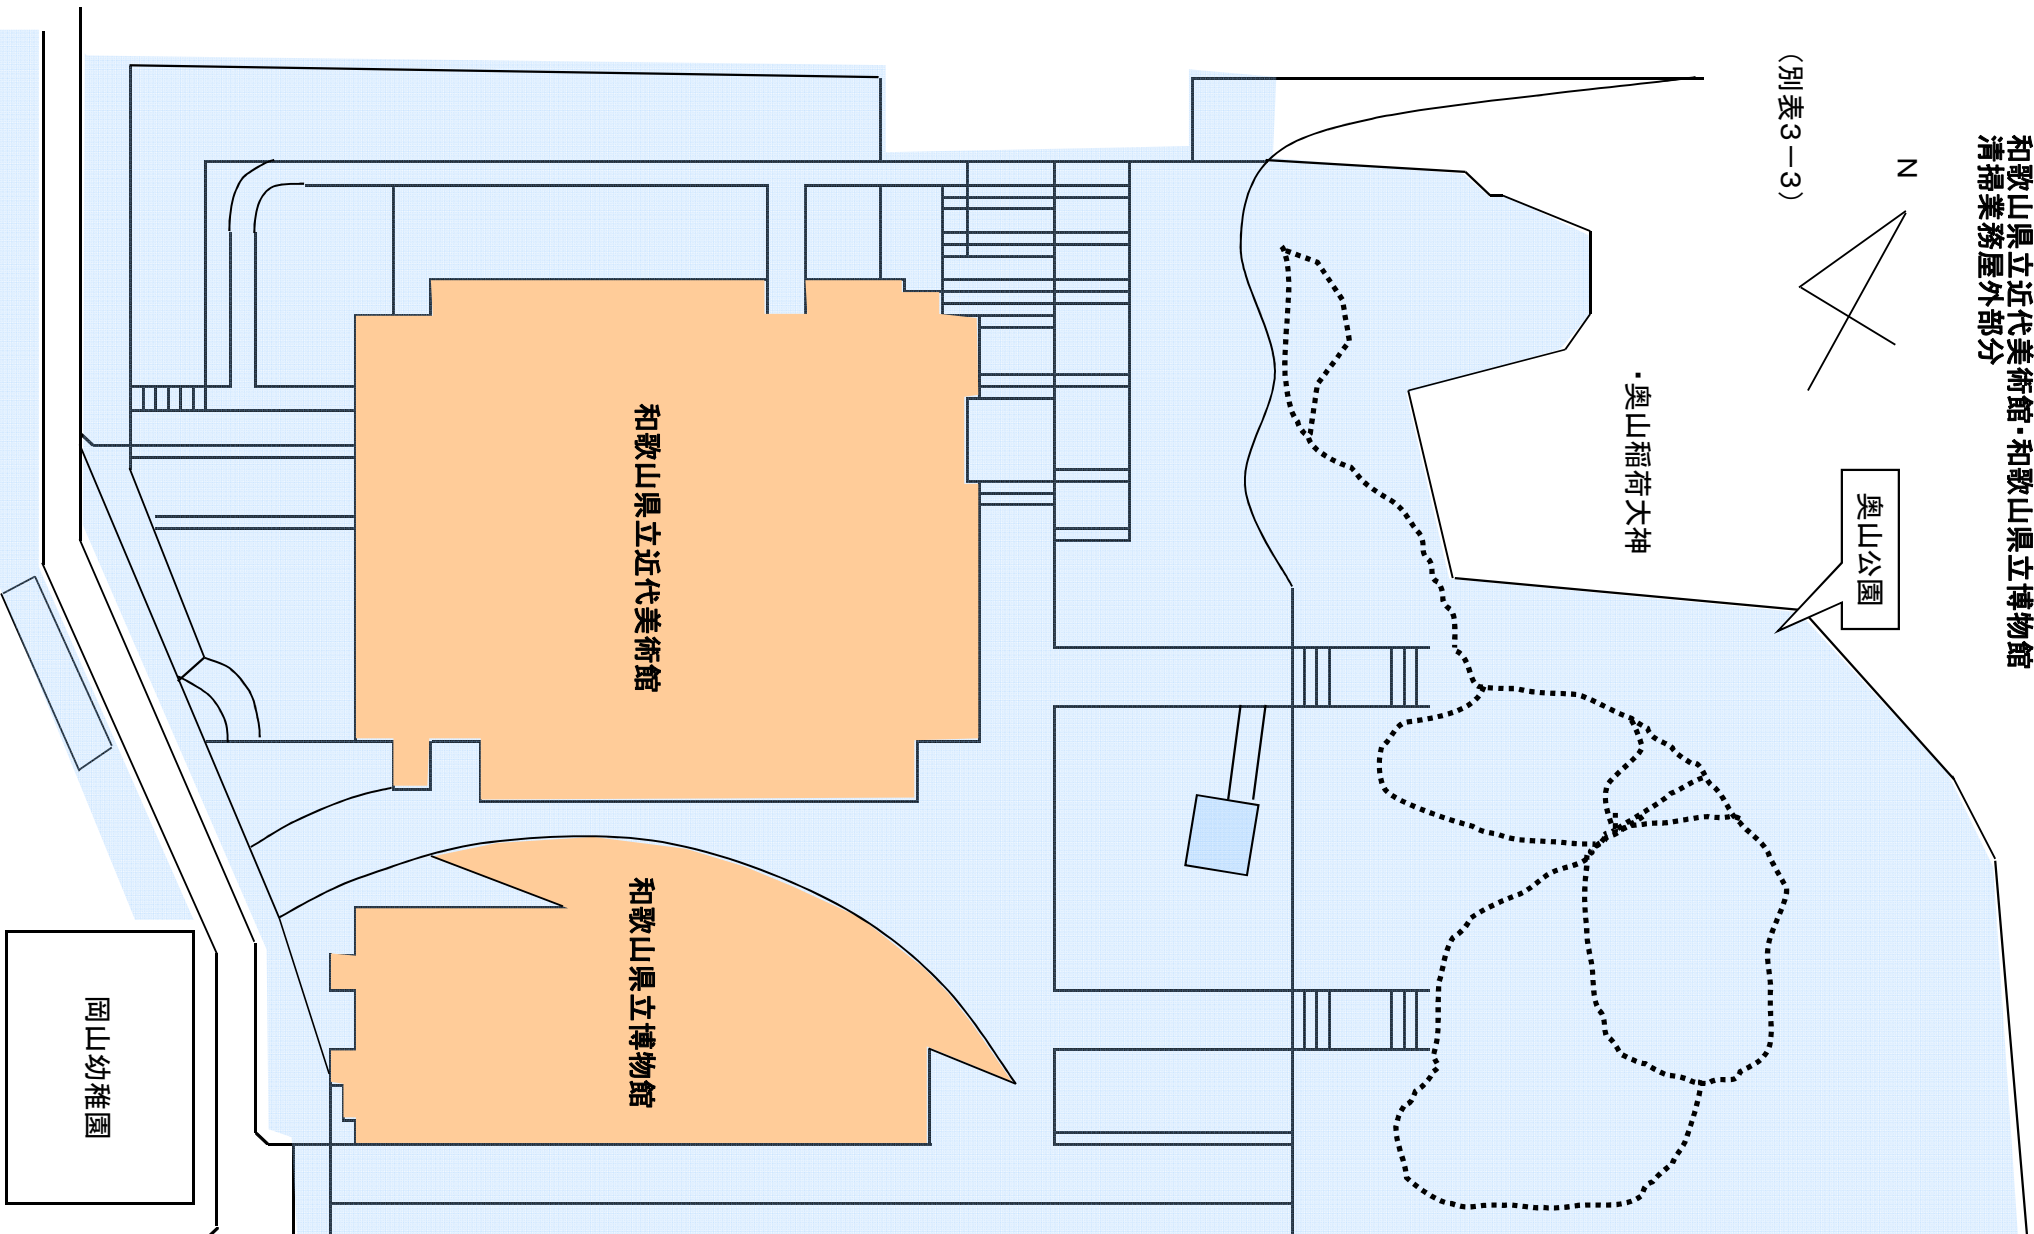 和歌山県立近代美術館・和歌山県立博物館
清掃業務屋外部分
（別表3－3）
N
奥山公園
・奥山稲荷大神
和歌山県立近代美術館
和歌山県立博物館
岡山幼稚園